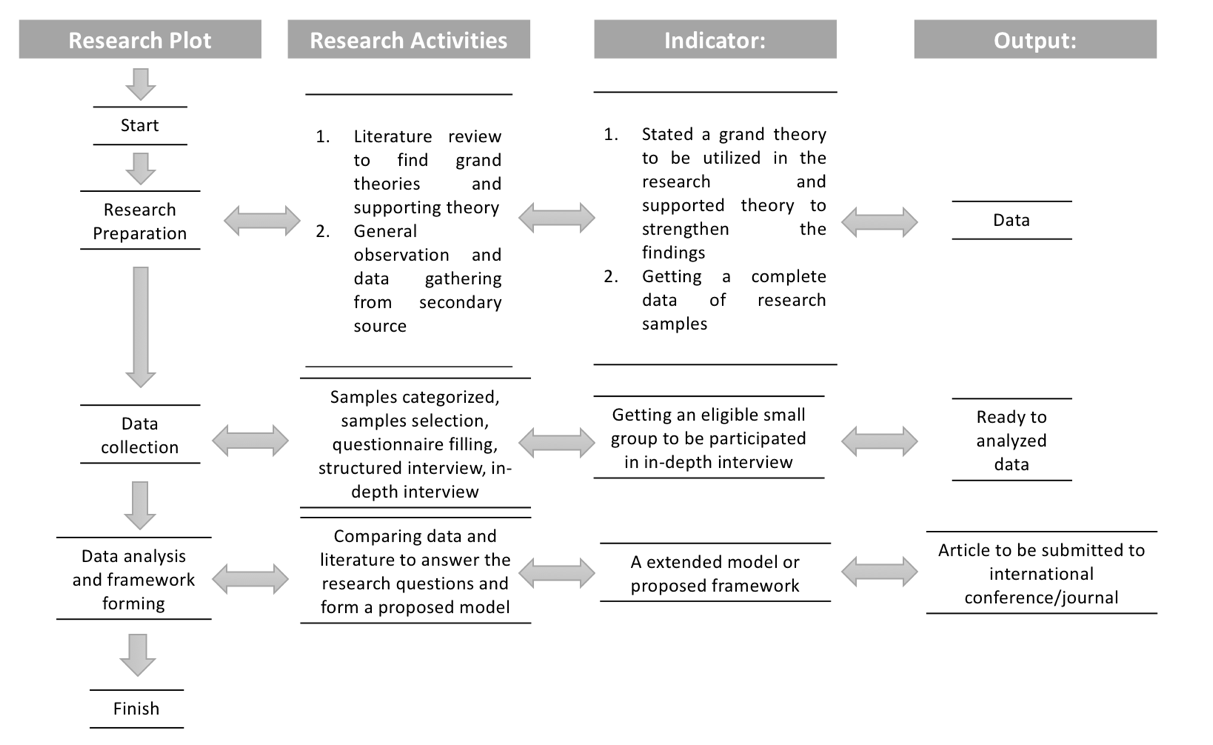 Research Plot
Research Activities
Indicator:
Output:
Start
Research
Preparation
1. Literature review
to find grand
theories and
supporting theory
2. General
observation and
data gathering
from secondary
source
1. Stated a grand theory
to be utilized in the
research and
supported theory to
strengthen the
findings
2. Getting a complete
data of research
samples
Data
Data
collection
Samples categorized,
samples selection,
questionnaire filling,
structured interview, in-
depth interview
Getting an eligible small
group to be participated
in in-depth interview
Ready to
analyzed
data
Data analysis
and framework
forming
Comparing data and
literature to answer the
research questions and
form a proposed model
A extended model or
proposed framework
Article to be submitted to
international
conference/journal
Finish